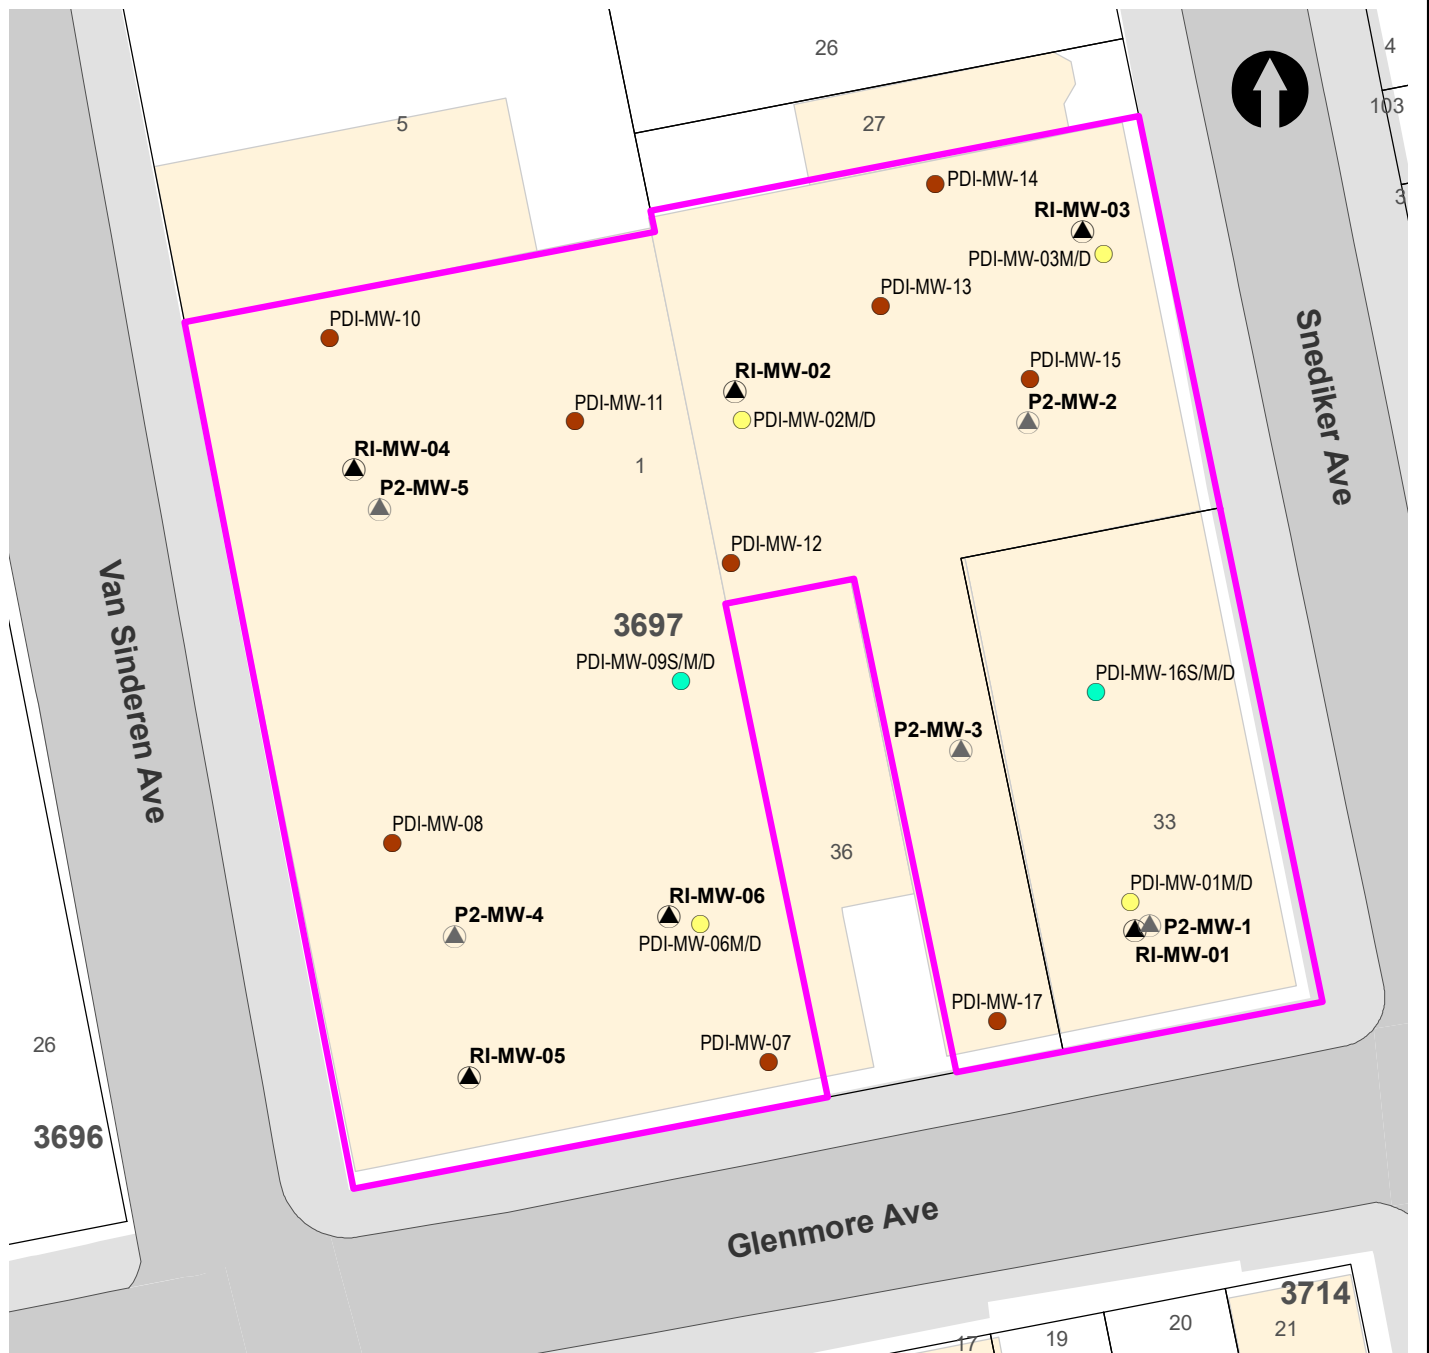 26
4
103
5
27
3
PDI-MW-14
RI-MW-03
PDI-MW-03M/D
PDI-MW-13
PDI-MW-10
Snediker Ave
PDI-MW-15
RI-MW-02
P2-MW-2
PDI-MW-11
PDI-MW-02M/D
RI-MW-04
1
P2-MW-5
PDI-MW-12
Van Sinderen Ave
3697
PDI-MW-09S/M/D
PDI-MW-16S/M/D
P2-MW-3
PDI-MW-08
33
36
PDI-MW-01M/D
RI-MW-06
P2-MW-4
P2-MW-1
PDI-MW-06M/D
RI-MW-01
PDI-MW-17
26
PDI-MW-07
RI-MW-05
3696
Glenmore Ave
3714
20
21
19
17